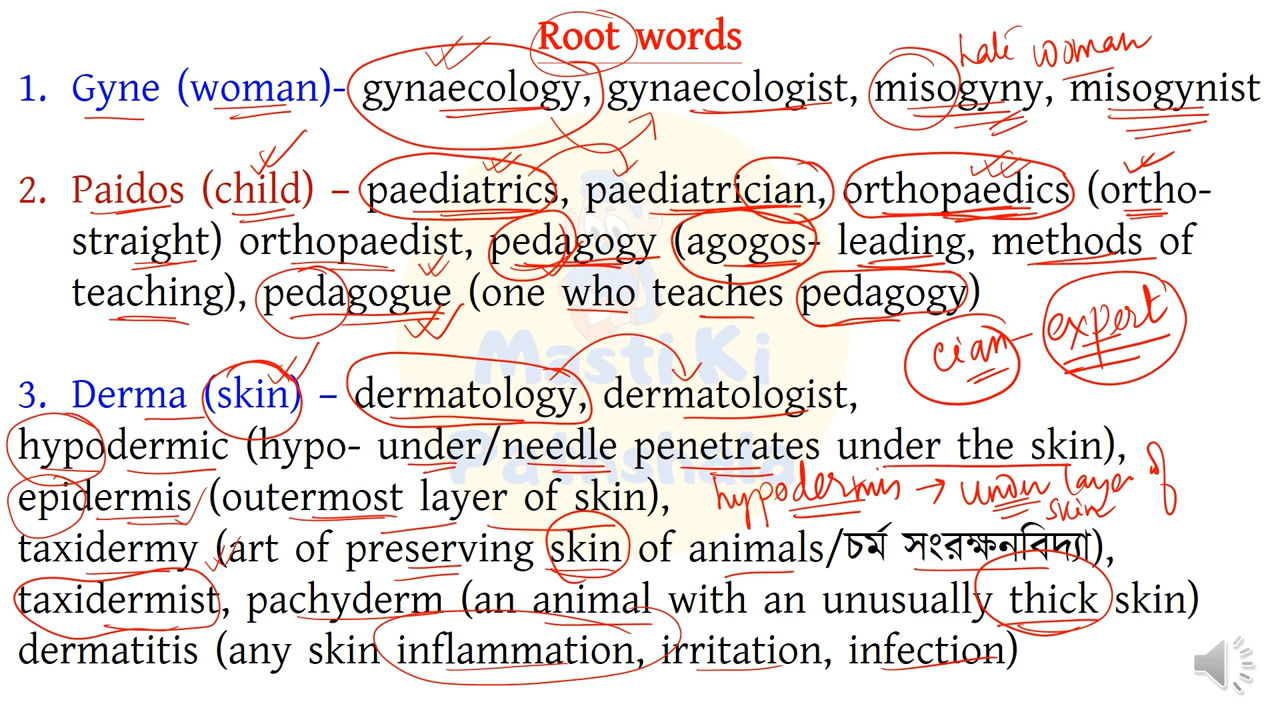 Root words
hate woman
1. Gyne (woman)- gynaecology, gynaecologist, misogyny, misogynist
2. Paidos (child) – paediatrics, paediatrician, orthopaedics (ortho-
straight) orthopaedist, pedagogy (agogos- leading, methods of
teaching), pedagogue (one who teaches pedagogy)
cian - expert
3. Derma (skin) – dermatology, dermatologist,
hypodermic (hypo- under/needle penetrates under the skin),
epidermis (outermost layer of skin),
hypodermis → under layer of
skin
taxidermy (art of preserving skin of animals/চর্ম সংরক্ষনবিদ্যা),
taxidermist, pachyderm (an animal with an unusually thick skin)
dermatitis (any skin inflammation, irritation, infection)
Masti Ki
Pathshala